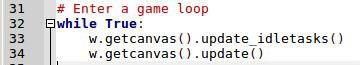 31 # Enter a game loop
32 while True:
33     w.getcanvas().update_idletasks()
34     w.getcanvas().update()